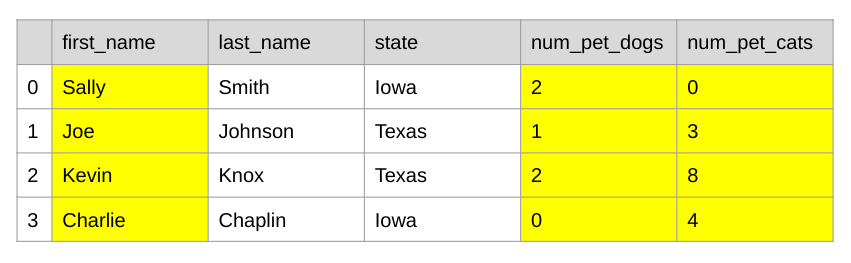 first_name last_name state num_pet_dogs num_pet_cats
0 Sally Smith Iowa 2 0
1 Joe Johnson Texas 1 3
2 Kevin Knox Texas 2 8
3 Charlie Chaplin Iowa 0 4